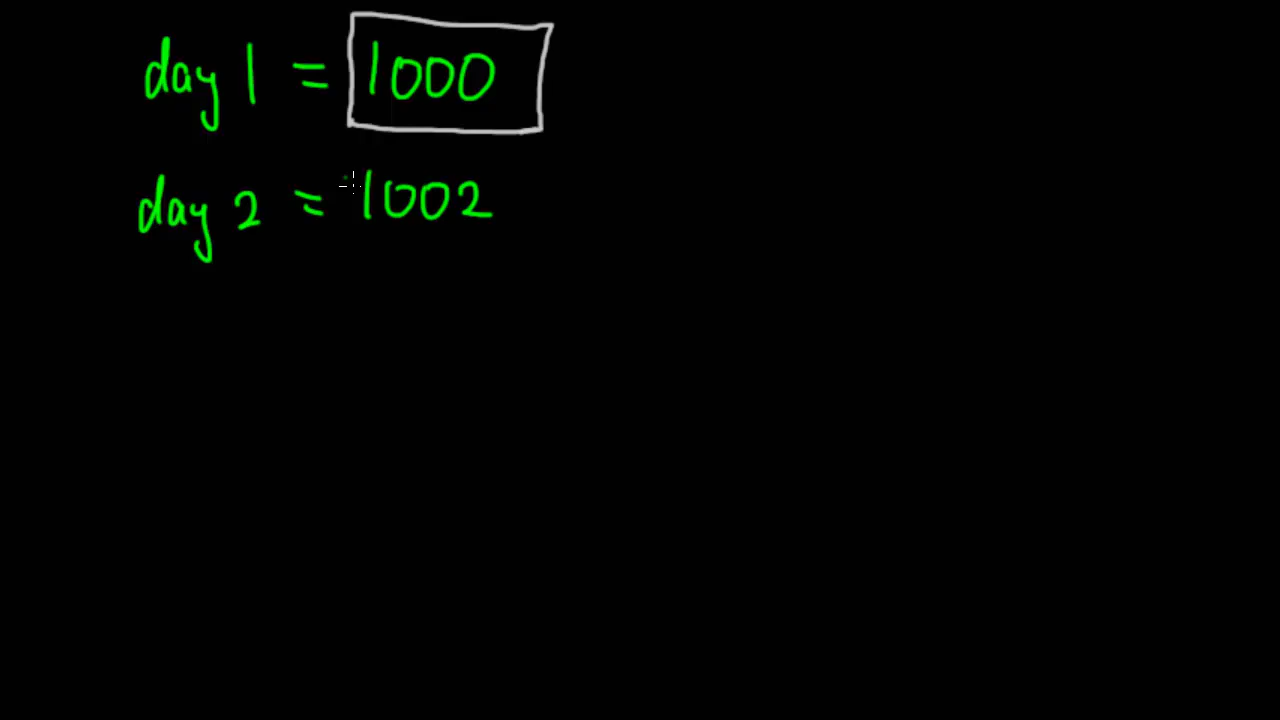 day 1 = 1000
day 2 = 1002